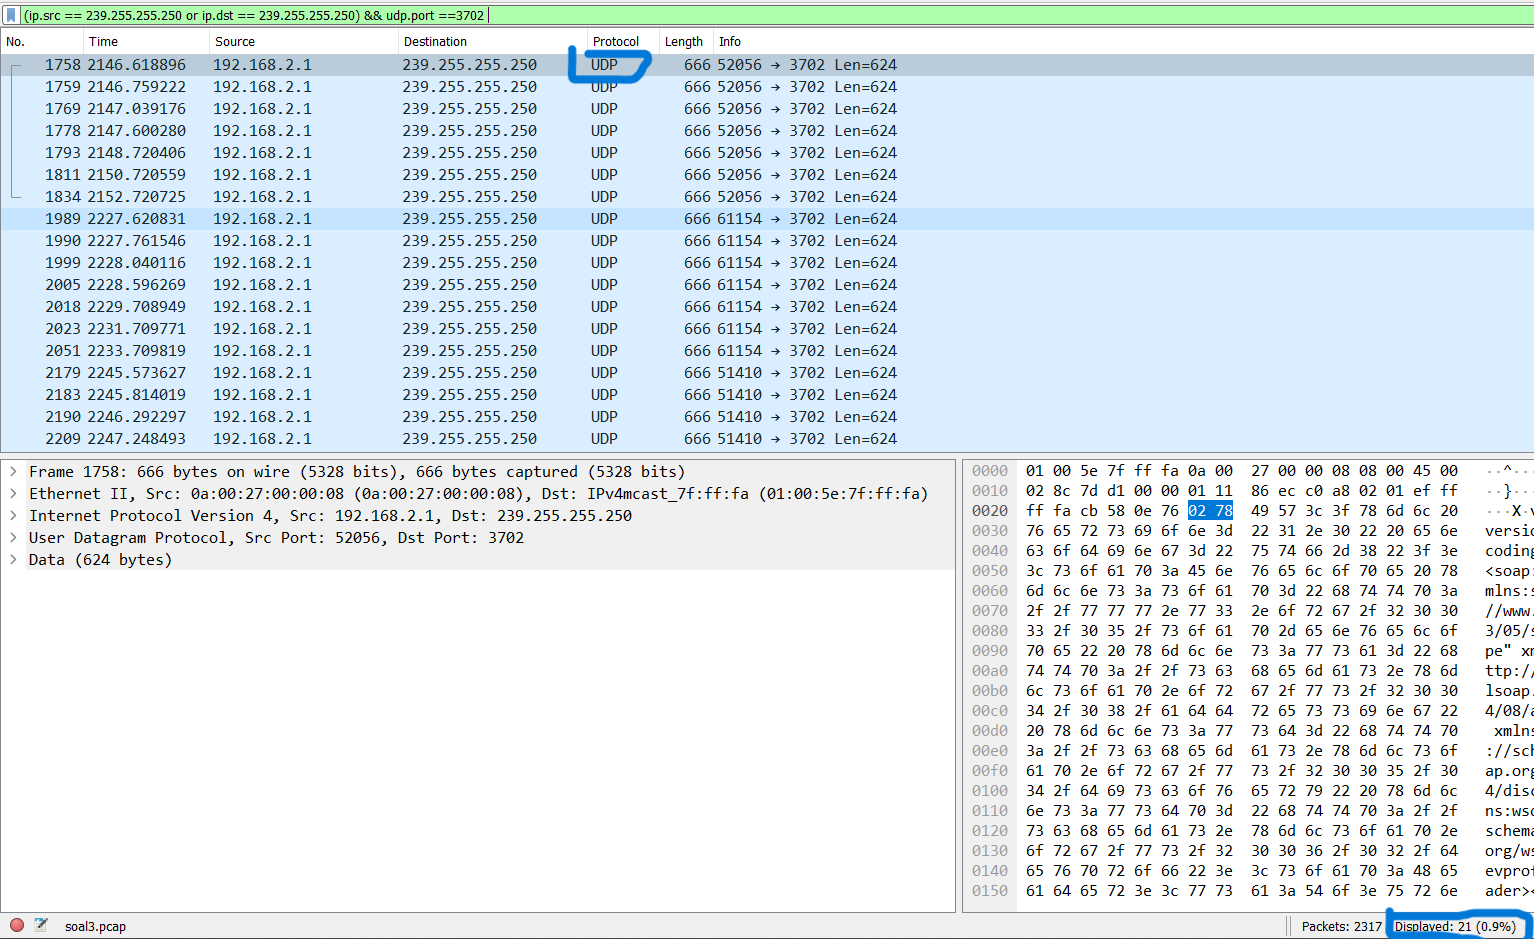 (ip.src == 239.255.255.250 or ip.dst == 239.255.255.250) && udp.port ==3702
No. Time Source Destination Protocol Length Info
1758 2146.618896 192.168.2.1 239.255.255.250 UDP 666 52056 → 3702 Len=624
1759 2146.759222 192.168.2.1 239.255.255.250 UDP 666 52056 → 3702 Len=624
1769 2147.039176 192.168.2.1 239.255.255.250 UDP 666 52056 → 3702 Len=624
1778 2147.600280 192.168.2.1 239.255.255.250 UDP 666 52056 → 3702 Len=624
1793 2148.720406 192.168.2.1 239.255.255.250 UDP 666 52056 → 3702 Len=624
1811 2150.720559 192.168.2.1 239.255.255.250 UDP 666 52056 → 3702 Len=624
1834 2152.720725 192.168.2.1 239.255.255.250 UDP 666 52056 → 3702 Len=624
1989 2227.620831 192.168.2.1 239.255.255.250 UDP 666 61154 → 3702 Len=624
1990 2227.761546 192.168.2.1 239.255.255.250 UDP 666 61154 → 3702 Len=624
1999 2228.040116 192.168.2.1 239.255.255.250 UDP 666 61154 → 3702 Len=624
2005 2228.596269 192.168.2.1 239.255.255.250 UDP 666 61154 → 3702 Len=624
2018 2229.708949 192.168.2.1 239.255.255.250 UDP 666 61154 → 3702 Len=624
2023 2231.709771 192.168.2.1 239.255.255.250 UDP 666 61154 → 3702 Len=624
2051 2233.709819 192.168.2.1 239.255.255.250 UDP 666 61154 → 3702 Len=624
2179 2245.573627 192.168.2.1 239.255.255.250 UDP 666 51410 → 3702 Len=624
2183 2245.814019 192.168.2.1 239.255.255.250 UDP 666 51410 → 3702 Len=624
2190 2246.292297 192.168.2.1 239.255.255.250 UDP 666 51410 → 3702 Len=624
2209 2247.248493 192.168.2.1 239.255.255.250 UDP 666 51410 → 3702 Len=624
Frame 1758: 666 bytes on wire (5328 bits), 666 bytes captured (5328 bits)
Ethernet II, Src: 0a:00:27:00:00:08 (0a:00:27:00:00:08), Dst: IPv4mcast_7f:ff:fa (01:00:5e:7f:ff:fa)
Internet Protocol Version 4, Src: 192.168.2.1, Dst: 239.255.255.250
User Datagram Protocol, Src Port: 52056, Dst Port: 3702
Data (624 bytes)
0000 01 00 5e 7f ff fa 0a 00 27 00 00 08 08 00 45 00 ··^···
0010 02 8c 7d d1 00 00 01 11 86 ec c0 a8 02 01 ef ff ··}···
0020 ff fa cb 58 0e 76 02 78 49 57 3c 3f 78 6d 6c 20 ···X·v
0030 76 65 72 73 69 6f 6e 3d 22 31 2e 30 22 20 65 6e versio
0040 63 6f 64 69 6e 67 3d 22 75 74 66 2d 38 22 3f 3e coding
0050 3c 73 6f 61 70 3a 45 6e 76 65 6c 6f 70 65 20 78 <soap:
0060 6d 6c 6e 73 3a 73 6f 61 70 3d 22 68 74 74 70 3a mlns:s
0070 2f 2f 77 77 77 2e 77 33 2e 6f 72 67 2f 32 30 30 //www.
0080 33 2f 30 35 2f 73 6f 61 70 2d 65 6e 76 65 6c 6f 3/05/s
0090 70 65 22 20 78 6d 6c 6e 73 3a 77 73 61 3d 22 68 pe" xm
00a0 74 74 70 3a 2f 2f 73 63 68 65 6d 61 73 2e 78 6d ttp://
00b0 6c 73 6f 61 70 2e 6f 72 67 2f 77 73 2f 32 30 30 lsoap.
00c0 34 2f 30 38 2f 61 64 64 72 65 73 73 69 6e 67 22 4/08/a
00d0 20 78 6d 6c 6e 73 3a 77 73 64 3d 22 68 74 74 70 xmlns
00e0 3a 2f 2f 73 63 68 65 6d 61 73 2e 78 6d 6c 73 6f ://sch
00f0 61 70 2e 6f 72 67 2f 77 73 2f 32 30 30 35 2f 30 ap.org
0100 34 2f 64 69 73 63 6f 76 65 72 79 22 20 78 6d 6c 4/disc
0110 6e 73 3a 77 73 64 70 3d 22 68 74 74 70 3a 2f 2f ns:wsd
0120 73 63 68 65 6d 61 73 2e 78 6d 6c 73 6f 61 70 2e schema
0130 6f 72 67 2f 77 73 2f 32 30 30 36 2f 30 32 2f 64 org/ws
0140 65 76 70 72 6f 66 22 3e 3c 73 6f 61 70 3a 48 65 evprof
0150 61 64 65 72 3e 3c 77 73 61 3a 54 6f 3e 75 72 6e ader><
soal3.pcap Packets: 2317 Displayed: 21 (0.9%)